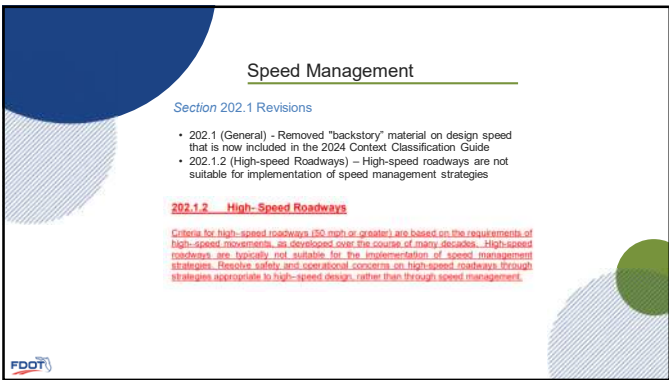 Speed Management
Section 202.1 Revisions
• 202.1 (General) - Removed "backstory" material on design speed
that is now included in the 2024 Context Classification Guide
• 202.1.2 (High-speed Roadways) – High-speed roadways are not
suitable for implementation of speed management strategies
202.1.2 High- Speed Roadways
Criteria for high–speed roadways (50 mph or greater) are based on the requirements of
high–speed movements, as developed over the course of many decades. High-speed
roadways are typically not suitable for the implementation of speed management
strategies. Resolve safety and operational concerns on high-speed roadways through
strategies appropriate to high–speed design, rather than through speed management.
FDOT